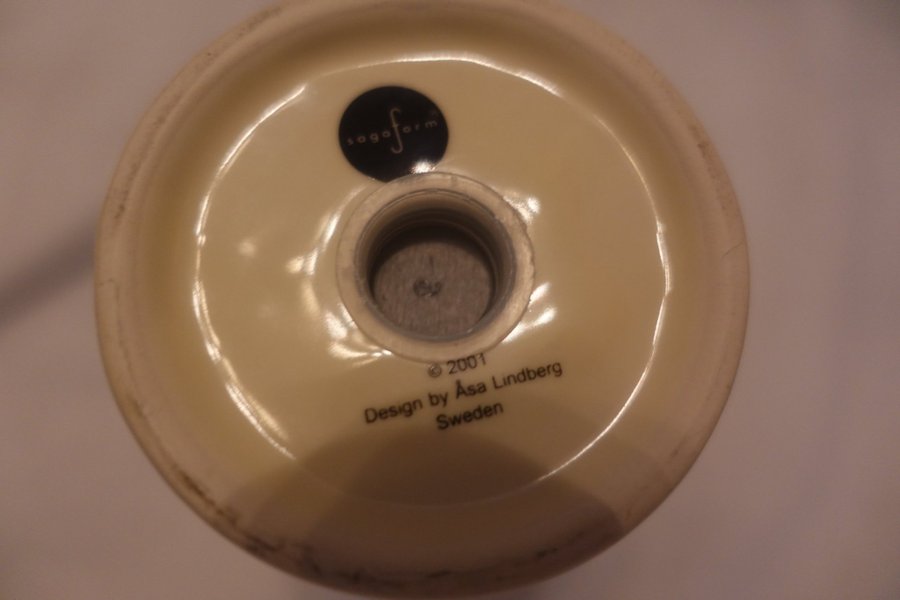 sagaform
© 2001
Design by Åsa Lindberg
Sweden